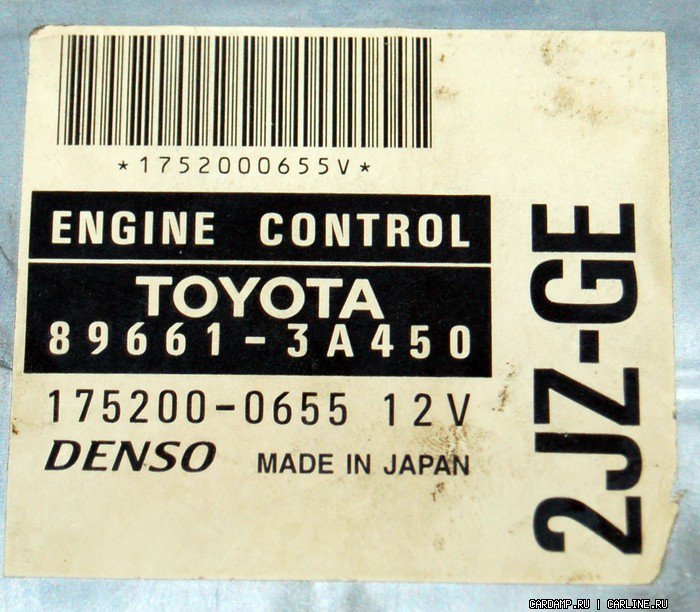 *1752000655V*
ENGINE CONTROL
TOYOTA
89661-3A450
175200-0655 12V
DENSO MADE IN JAPAN
2JZ-GE
CARDAMP.RU | CARLINE.RU